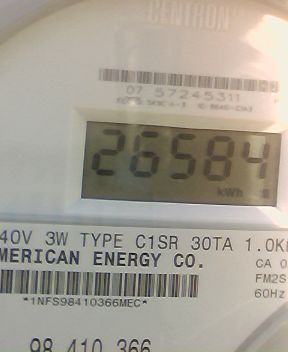 CENTRON
07 57245311
26584
kWh
40V 3W TYPE C1SR 30TA 1.0K
MERICAN ENERGY CO.
CA 0
FM2S
60Hz
*1NFS98410366MEC*
98 410 366